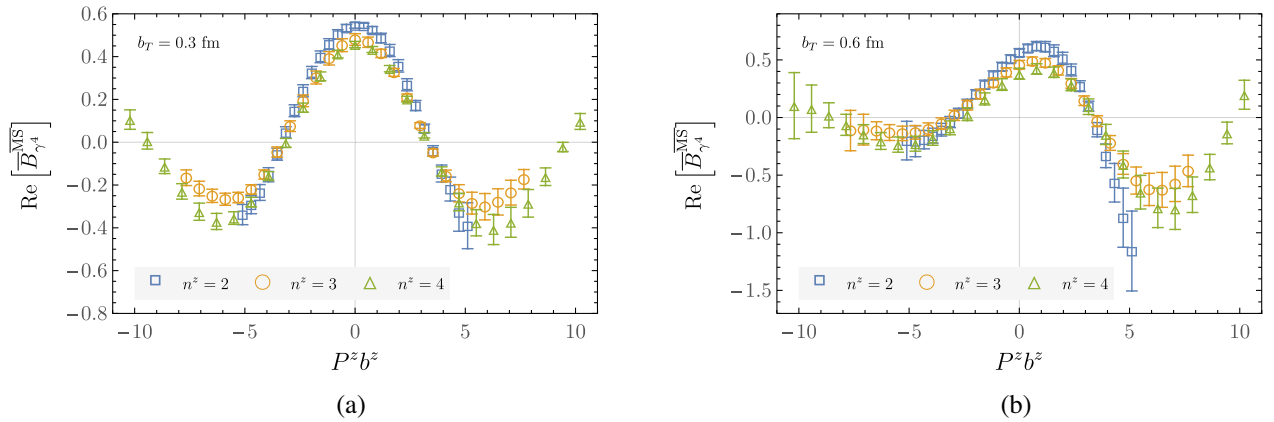 b_T = 0.3 fm
0.6
0.4
0.2
0.0
−0.2
−0.4
−0.6
−0.8
Re [B̅^M̅S̅_γ⁴]
n^z = 2 n^z = 3 n^z = 4
−10 −5 0 5 10
P^z b^z
(a)
b_T = 0.6 fm
0.5
0.0
−0.5
−1.0
−1.5
Re [B̅^M̅S̅_γ⁴]
n^z = 2 n^z = 3 n^z = 4
−10 −5 0 5 10
P^z b^z
(b)